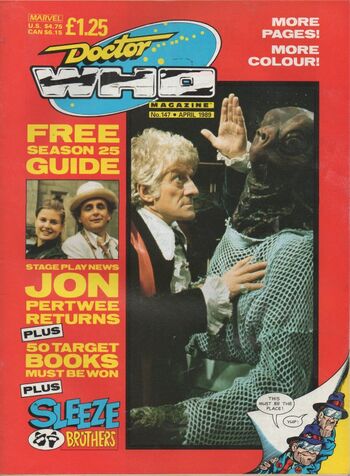 MARVEL
U.S. $4.75
CAN $6.15
£1.25
Doctor
WHO
MAGAZINE
No.147 • APRIL 1989
MORE
PAGES!
MORE
COLOUR!
FREE
SEASON 25
GUIDE
STAGE PLAY NEWS
JON
PERTWEE
RETURNS
PLUS
50 TARGET
BOOKS
MUST BE WON
PLUS
SLEEZE
BROTHERS
THIS
MUST BE THE
PLACE!
YUP!